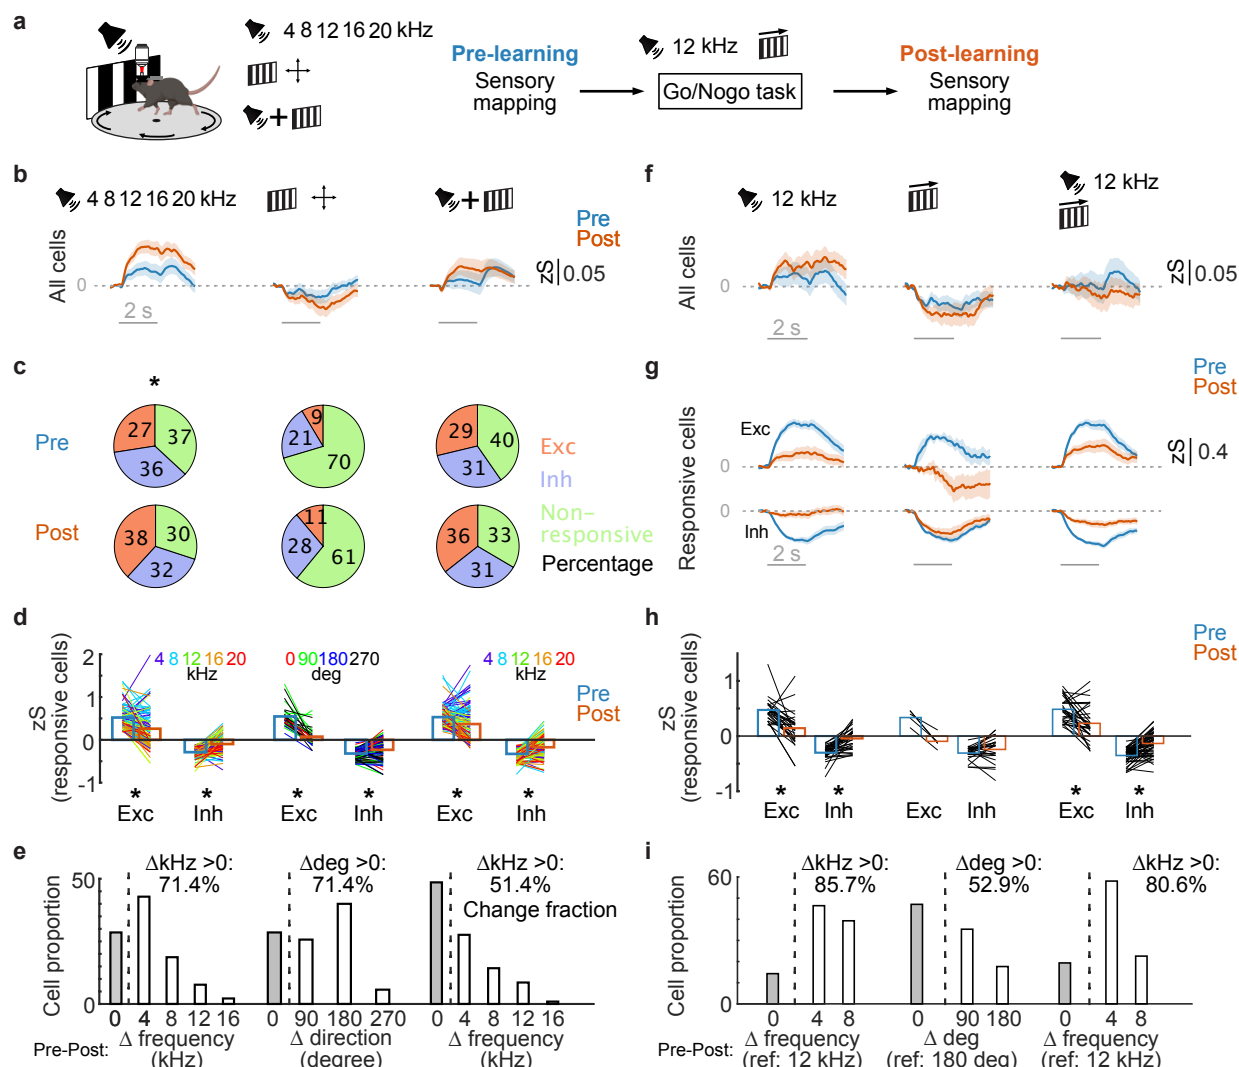 a
4 8 12 16 20 kHz
Pre-learning
Sensory
mapping
12 kHz
Go/Nogo task
Post-learning
Sensory
mapping
b
4 8 12 16 20 kHz
Pre
Post
All cells
0
2 s
zS
0.05
c
*
Pre
27 37 36
9 21 70
29 40 31
Exc
Inh
Non-
responsive
Percentage
Post
38 30 32
11 28 61
36 33 31
d
zS
(responsive cells)
2
1
0
-1
4 8 12 16 20
kHz
0 90 180 270
deg
4 8 12 16 20
kHz
Pre
Post
* * * * * *
Exc Inh Exc Inh Exc Inh
e
Cell proportion
50
0
ΔkHz >0:
71.4%
Δdeg >0:
71.4%
ΔkHz >0:
51.4%
Change fraction
0 4 8 12 16 0 90 180 270 0 4 8 12 16
Pre-Post: Δ frequency
(kHz)
Δ direction
(degree)
Δ frequency
(kHz)
f
12 kHz
12 kHz
All cells
0
2 s
zS
0.05
g
Pre
Post
Responsive cells
Exc
0
0
Inh
2 s
zS
0.4
h
zS
(responsive cells)
1
0
-1
Pre
Post
* * * *
Exc Inh Exc Inh Exc Inh
i
Cell proportion
60
0
ΔkHz >0:
85.7%
Δdeg >0:
52.9%
ΔkHz >0:
80.6%
0 4 8 0 90 180 0 4 8
Pre-Post: Δ frequency
(ref: 12 kHz)
Δ deg
(ref: 180 deg)
Δ frequency
(ref: 12 kHz)